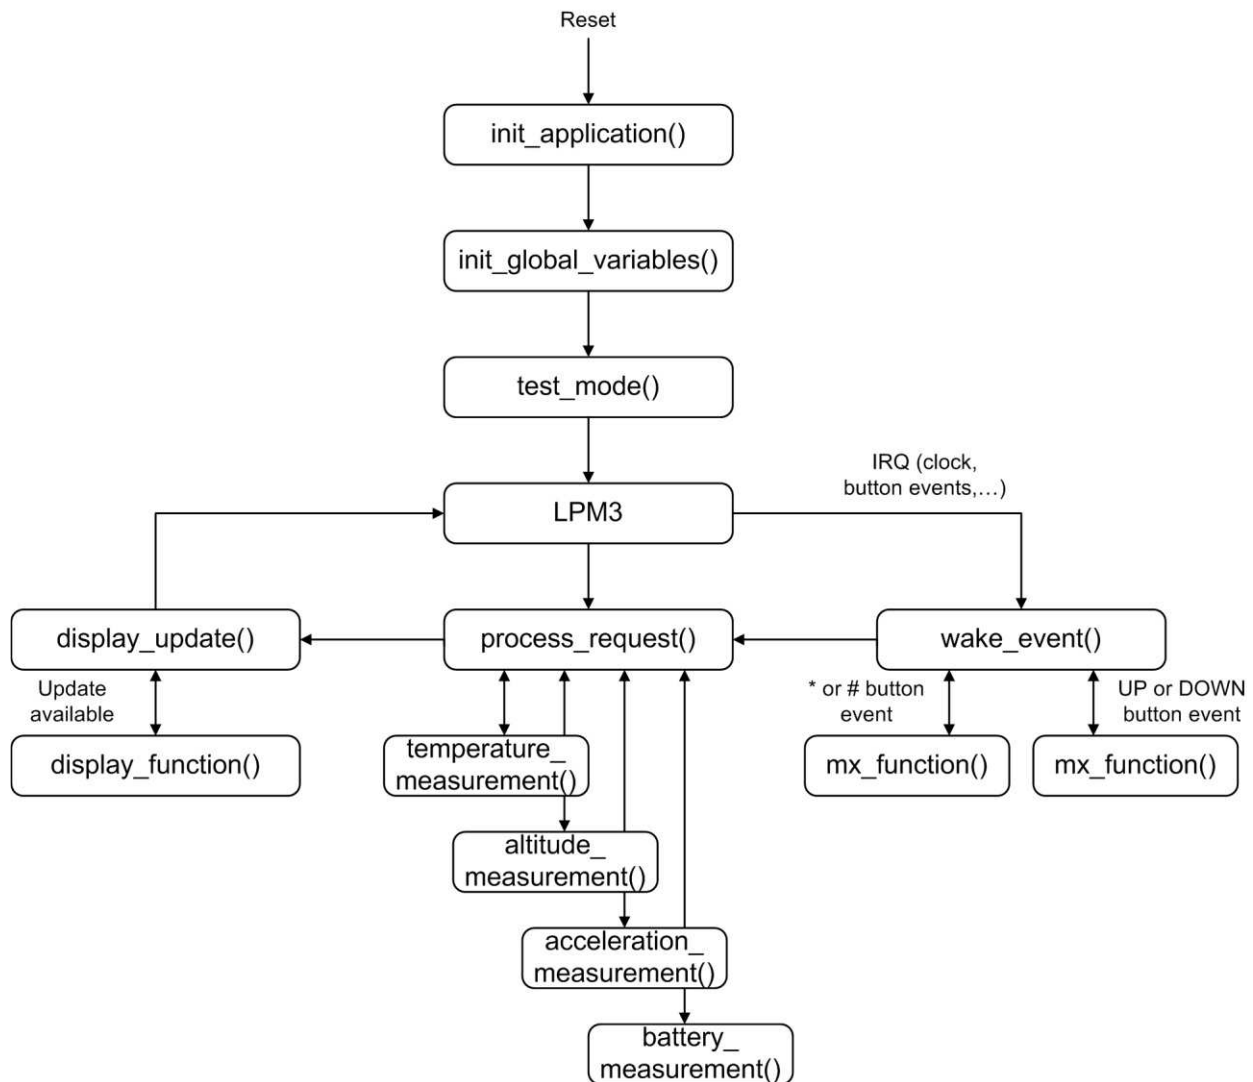 Reset
init_application()
init_global_variables()
test_mode()
IRQ (clock,
button events,…)
LPM3
display_update()
process_request()
wake_event()
Update
available
* or # button
event
UP or DOWN
button event
display_function()
temperature_
measurement()
mx_function()
mx_function()
altitude_
measurement()
acceleration_
measurement()
battery_
measurement()